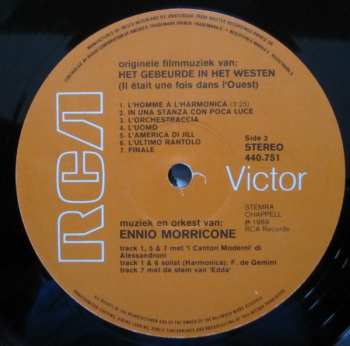 originele filmmuziek van:
HET GEBEURDE IN HET WESTEN
(Il était une fois dans l'Ouest)
1. L'HOMME A L'HARMONICA (3:25)
2. IN UNA STANZA CON POCA LUCE
3. L'ORCHESTRACCIA
4. L'UOMO
5. L'AMERICA DI JILL
6. L'ULTIMO RANTOLO
7. FINALE
Side 2
STEREO
440-751
RCA
Victor
STEMRA
CHAPPELL
℗ 1969
RCA Records
muziek en orkest van:
ENNIO MORRICONE
track 1, 5 & 7 met 'i Cantori Moderni' di
Alessandroni
track 1 & 6 solist (Harmonica): F. de Gemini
track 7 met de stem van 'Edda'